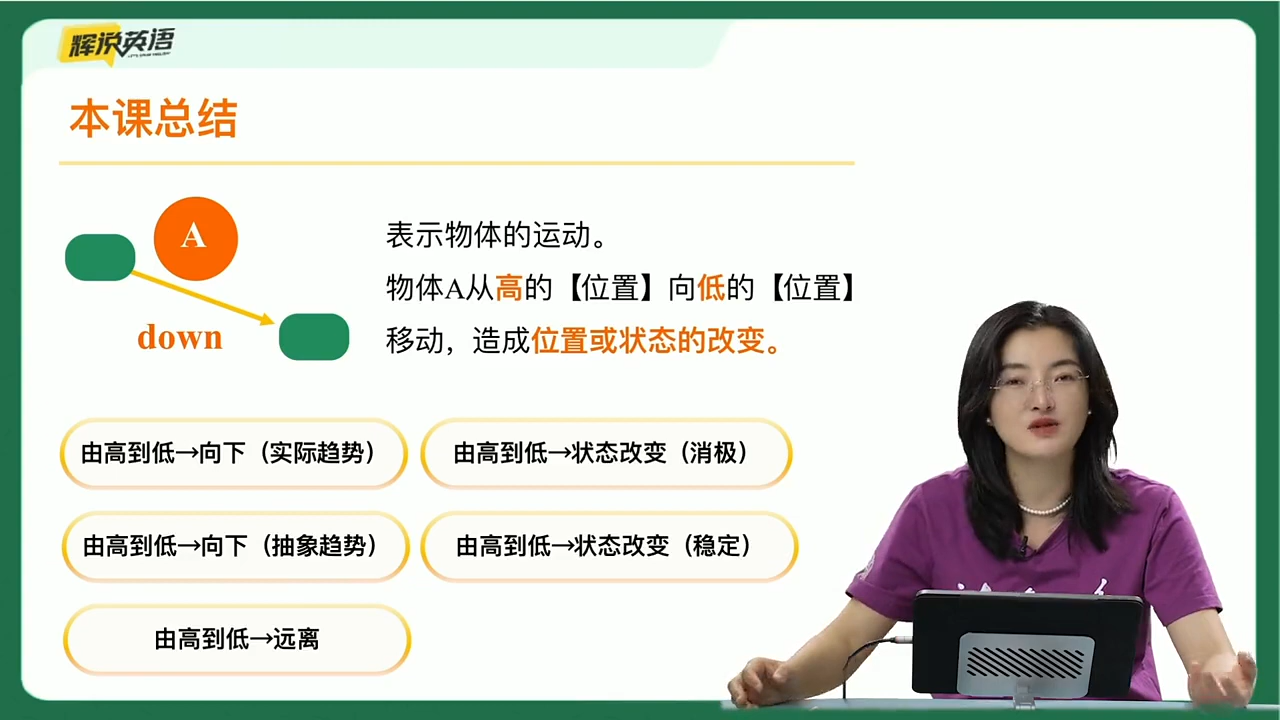 辉说英语
本课总结
A
down
表示物体的运动。
物体A从高的【位置】向低的【位置】
移动，造成位置或状态的改变。
由高到低→向下（实际趋势）
由高到低→状态改变（消极）
由高到低→向下（抽象趋势）
由高到低→状态改变（稳定）
由高到低→远离